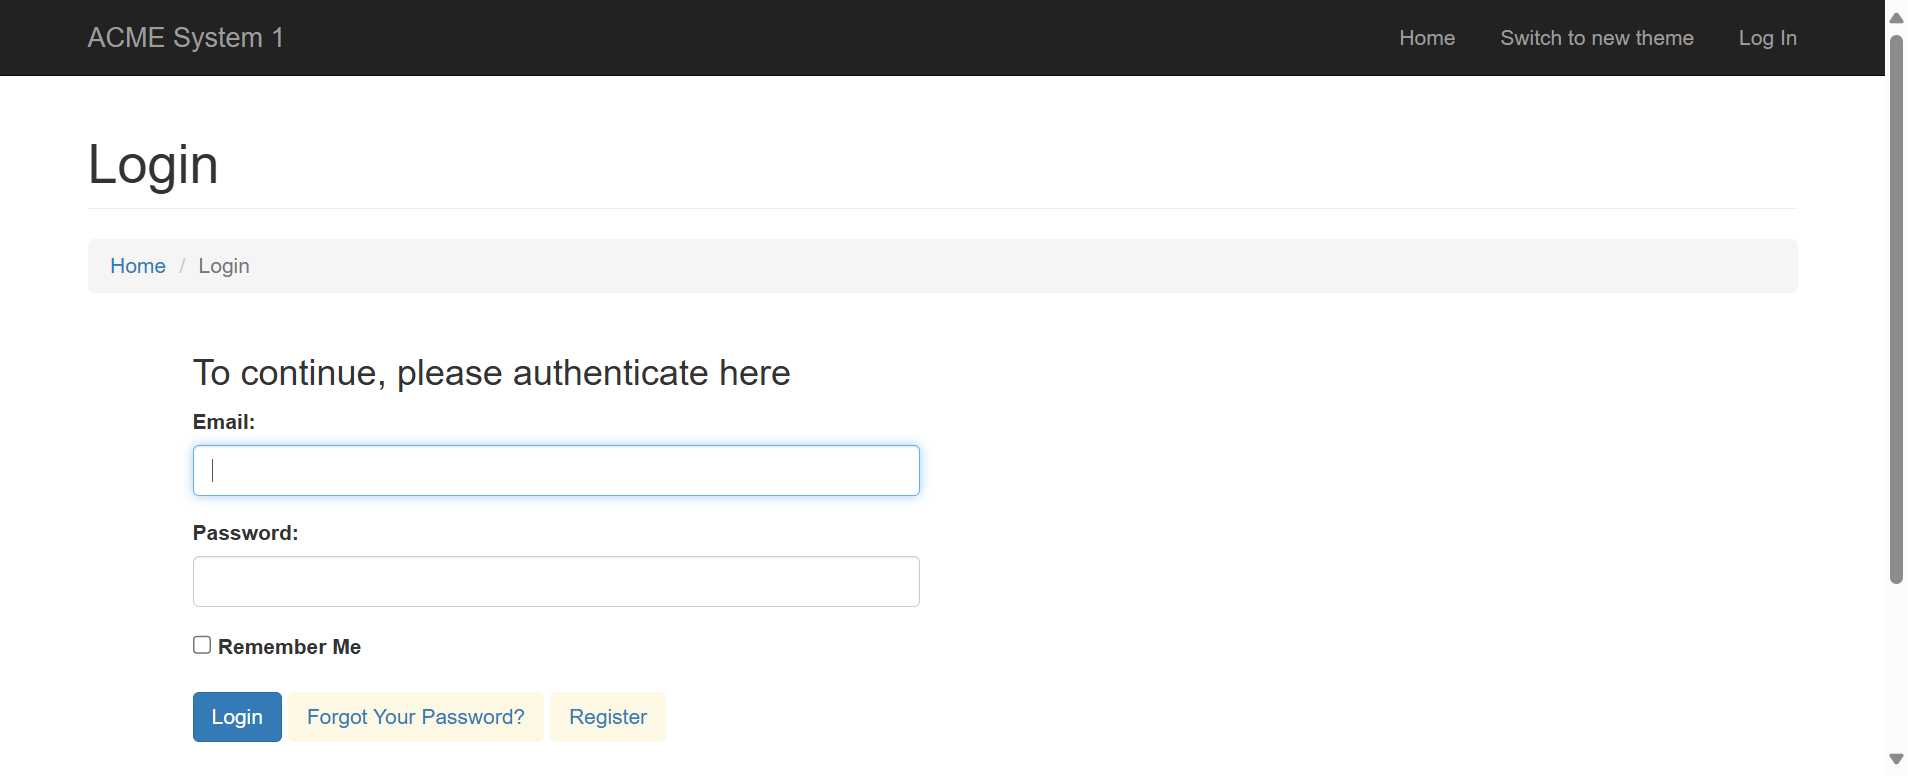 ACME System 1
Home Switch to new theme Log In
Login
Home / Login
To continue, please authenticate here
Email:
Password:
Remember Me
Login Forgot Your Password? Register